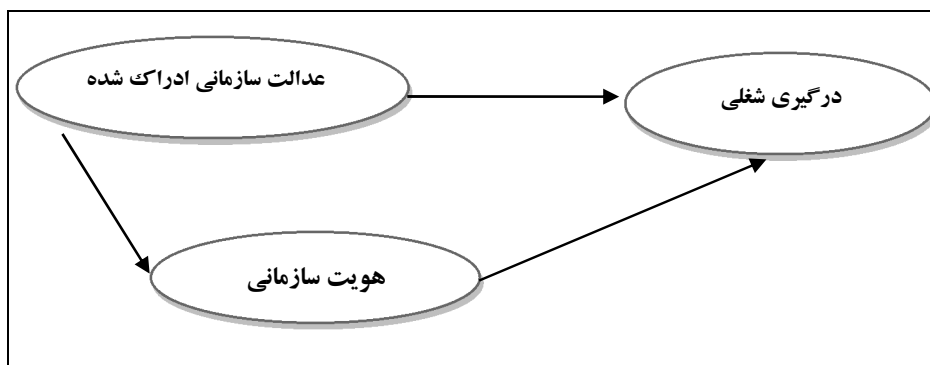 عدالت سازمانی ادراک شده
درگیری شغلی
هویت سازمانی